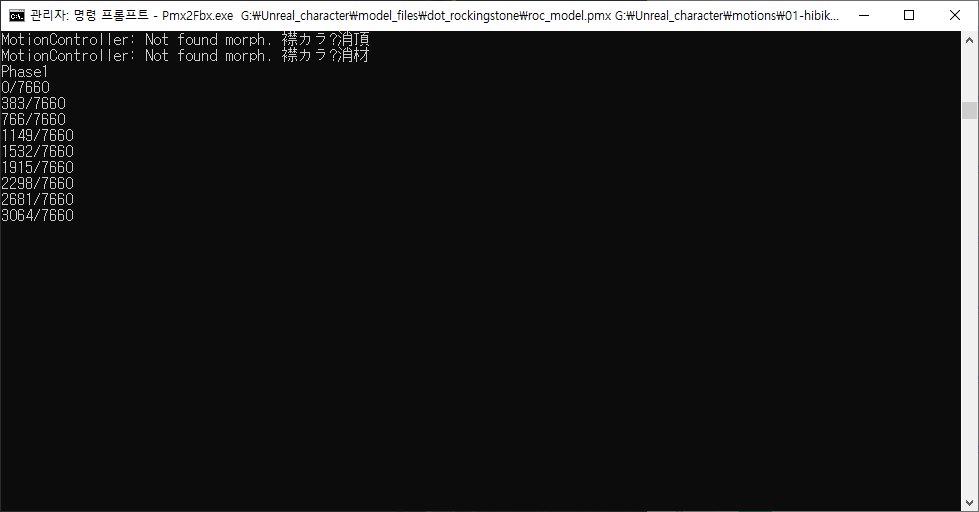 관리자: 명령 프롬프트 - Pmx2Fbx.exe  G:₩Unreal_character₩model_files₩dot_rockingstone₩roc_model.pmx G:₩Unreal_character₩motions₩01-hibik...
MotionController: Not found morph. 襟カラ?消頂
MotionController: Not found morph. 襟カラ?消材
Phase1
0/7660
383/7660
766/7660
1149/7660
1532/7660
1915/7660
2298/7660
2681/7660
3064/7660